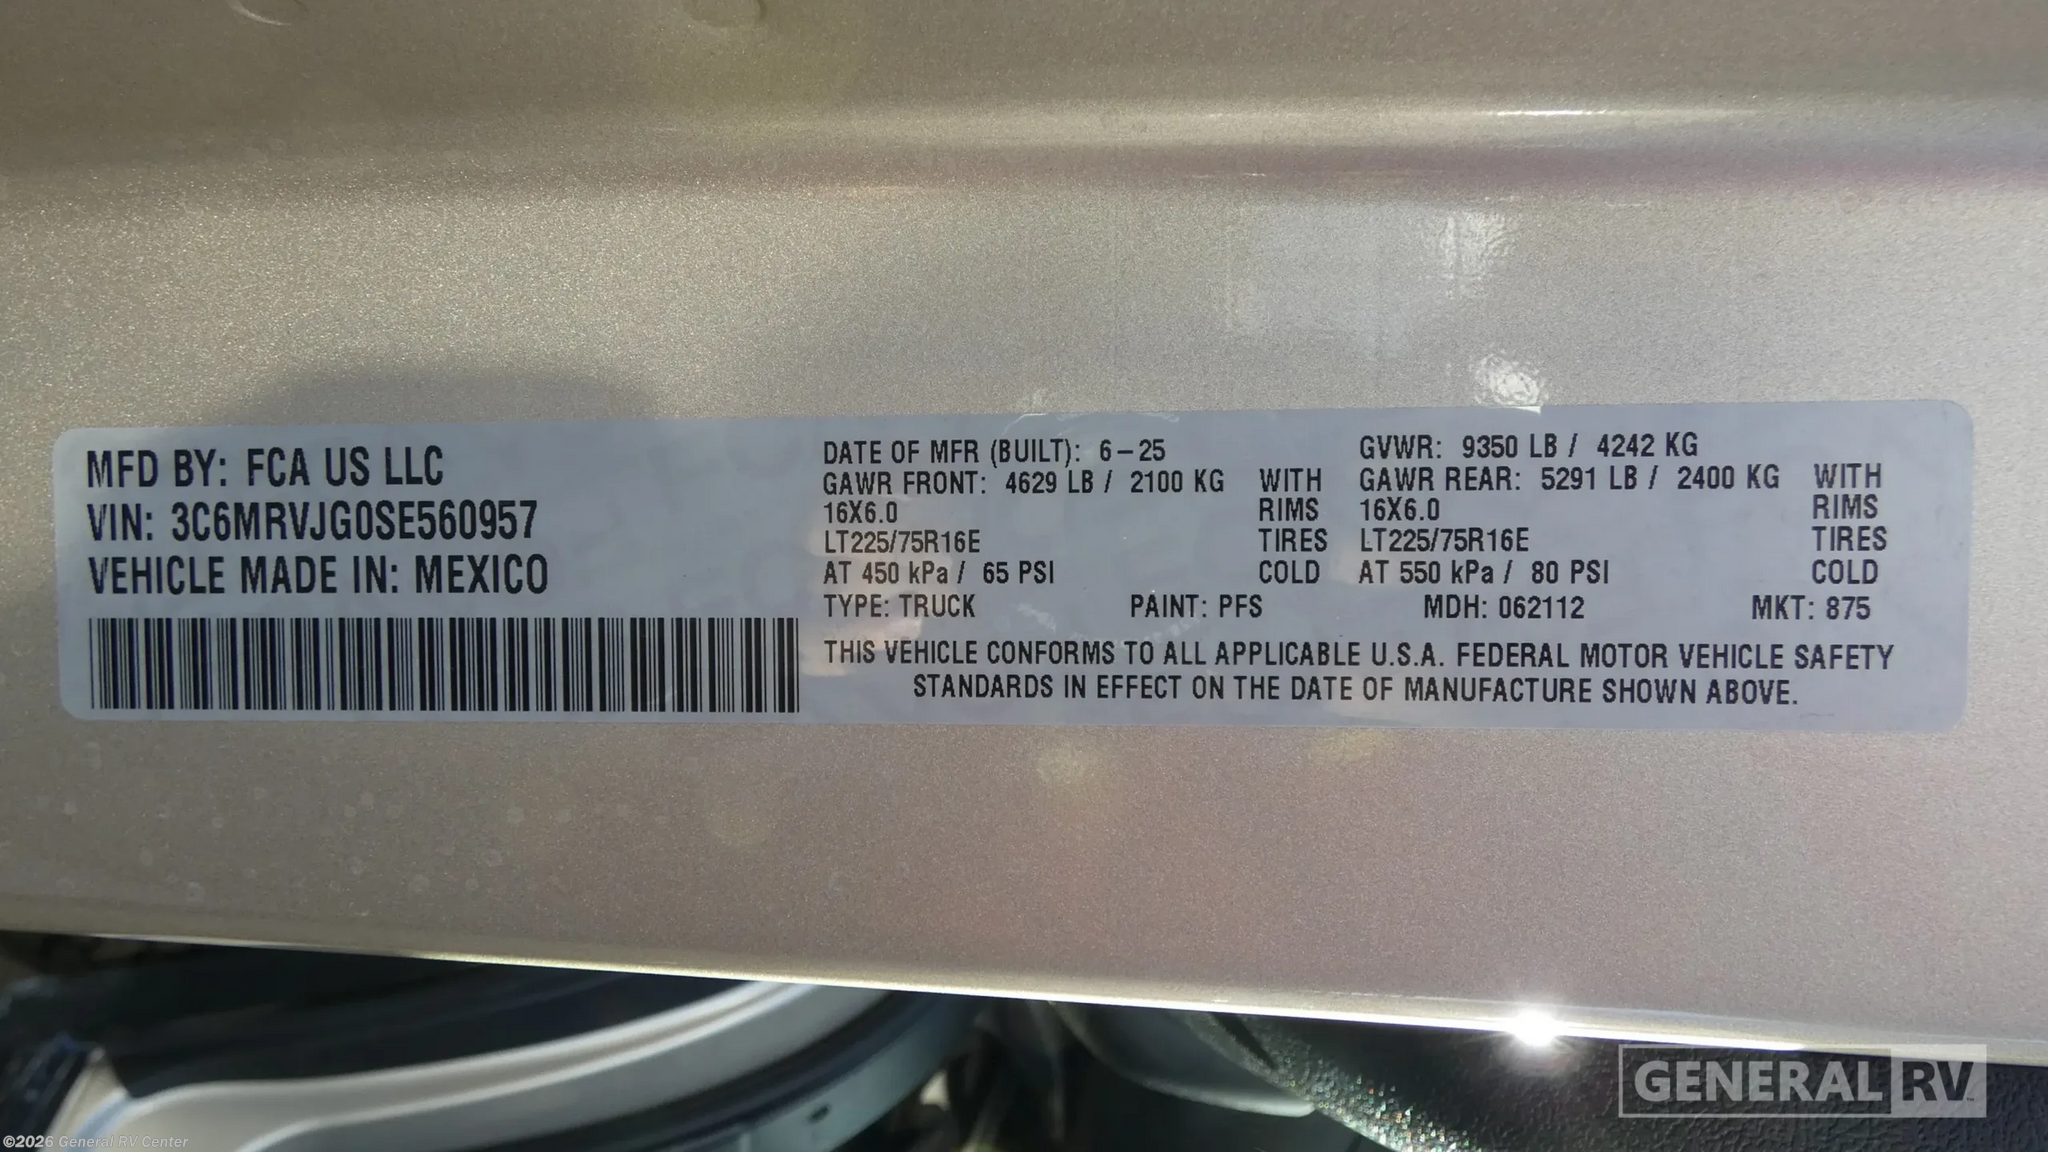 MFD BY: FCA US LLC
VIN: 3C6MRVJG0SE560957
VEHICLE MADE IN: MEXICO
DATE OF MFR (BUILT): 6-25 GVWR: 9350 LB / 4242 KG
GAWR FRONT: 4629 LB / 2100 KG WITH GAWR REAR: 5291 LB / 2400 KG WITH
16X6.0 RIMS 16X6.0 RIMS
LT225/75R16E TIRES LT225/75R16E TIRES
AT 450 kPa / 65 PSI COLD AT 550 kPa / 80 PSI COLD
TYPE: TRUCK PAINT: PFS MDH: 062112 MKT: 875
THIS VEHICLE CONFORMS TO ALL APPLICABLE U.S.A. FEDERAL MOTOR VEHICLE SAFETY
STANDARDS IN EFFECT ON THE DATE OF MANUFACTURE SHOWN ABOVE.
GENERAL RV
©2026 General RV Center